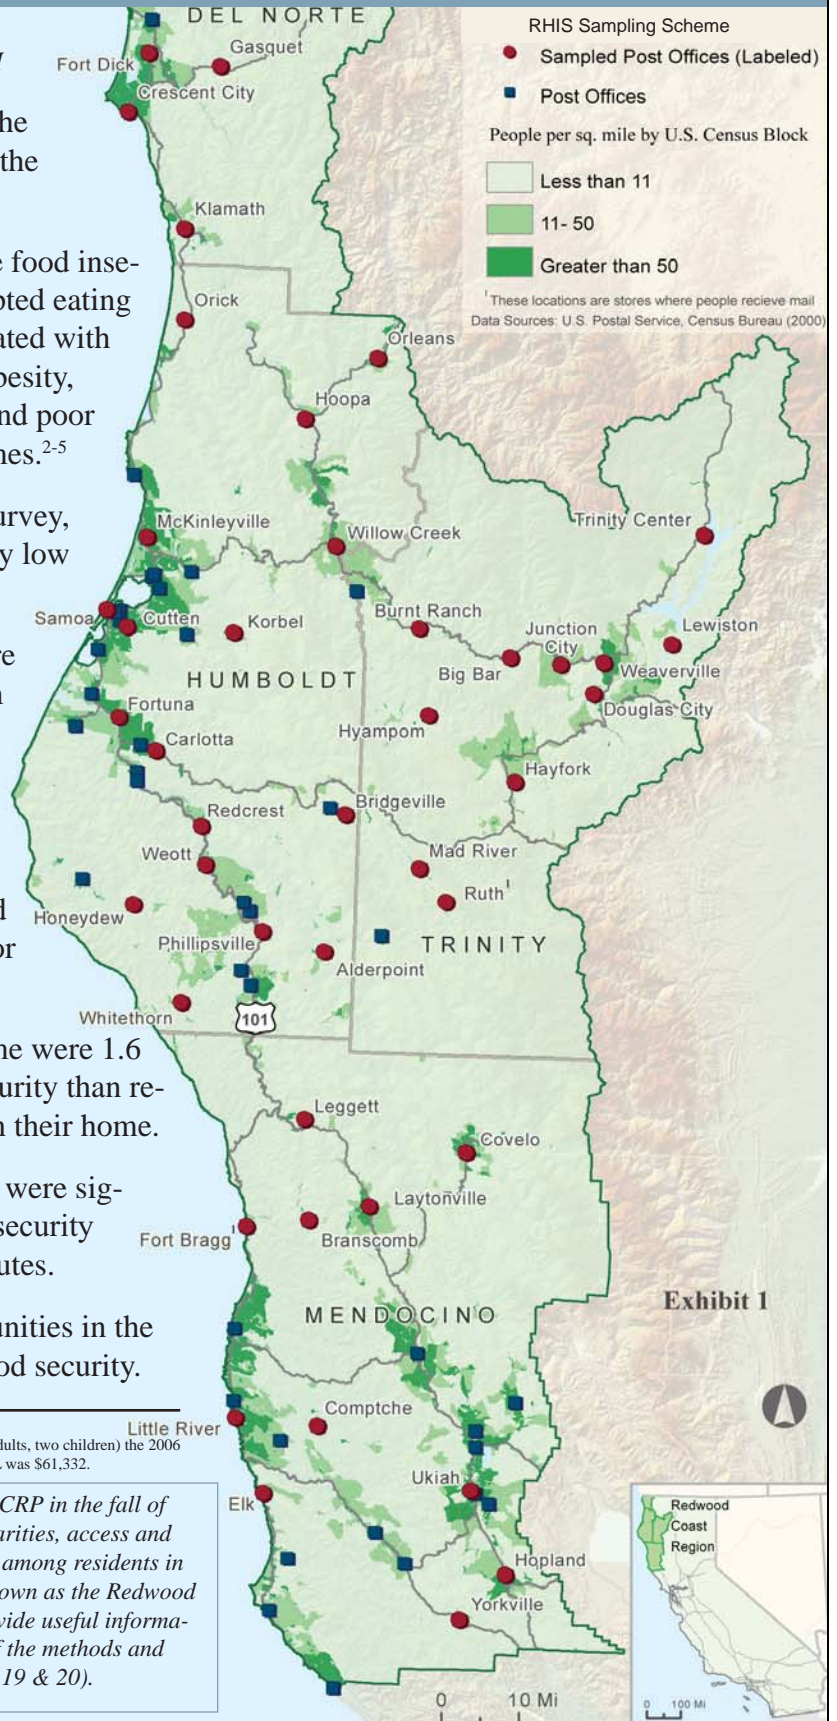 he
the
e food inse-
pted eating
ated with
besity,
nd poor
nes.2-5
urvey,
y low
re
n
d
or
ne were 1.6
urity than re-
n their home.
were sig-
security
utes.
unities in the
od security.
dults, two children) the 2006
L was $61,332.
CRP in the fall of
arities, access and
among residents in
own as the Redwood
vide useful informa-
f the methods and
19 & 20).
RHIS Sampling Scheme
Sampled Post Offices (Labeled)
Post Offices
People per sq. mile by U.S. Census Block
Less than 11
11- 50
Greater than 50
1These locations are stores where people recieve mail
Data Sources: U.S. Postal Service, Census Bureau (2000)
DEL NORTE
Fort Dick
Gasquet
Crescent City
Klamath
Orick
Orleans
Hoopa
McKinleyville
Willow Creek
Trinity Center
Samoa
Cutten
Korbel
Burnt Ranch
Junction
City
Lewiston
Big Bar
Weaverville
HUMBOLDT
Douglas City
Fortuna
Hyampom
Carlotta
Hayfork
Bridgeville
Redcrest
Weott
Mad River
Ruth1
Honeydew
Phillipsville
TRINITY
Alderpoint
Whitethorn
101
Leggett
Covelo
Laytonville
Fort Bragg1
Branscomb
Exhibit 1
MENDOCINO
Comptche
Little River
Ukiah
Elk
Hopland
Yorkville
0 10 Mi
Redwood
Coast
Region
0 100 Mi